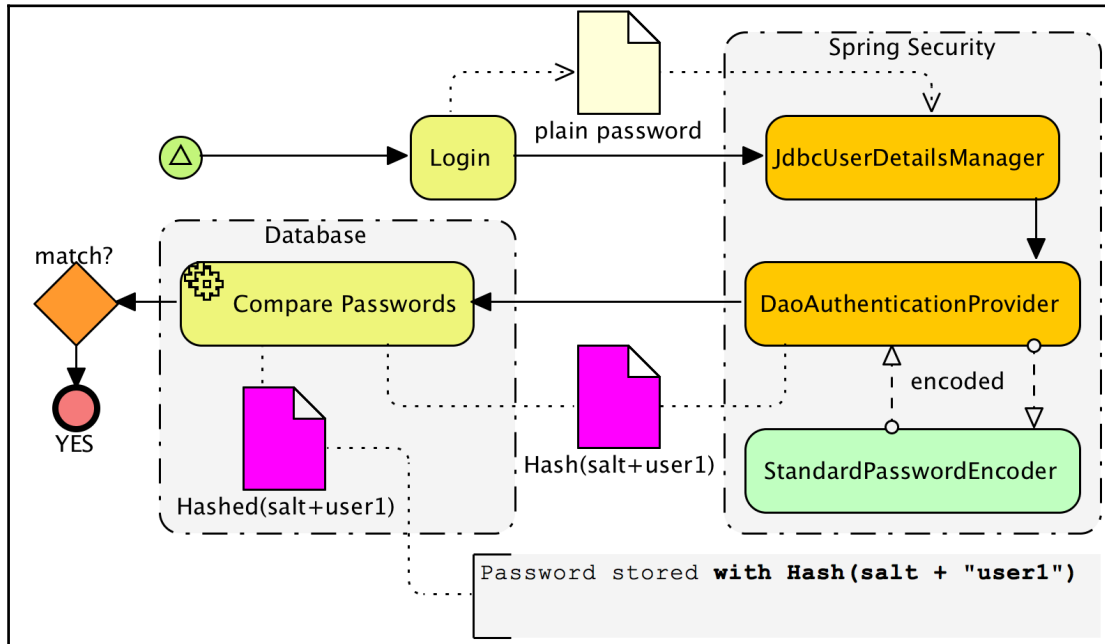 Spring Security
plain password
Login
JdbcUserDetailsManager
Database
match?
Compare Passwords
DaoAuthenticationProvider
encoded
YES
Hash(salt+user1)
StandardPasswordEncoder
Hashed(salt+user1)
Password stored with Hash(salt + "user1")